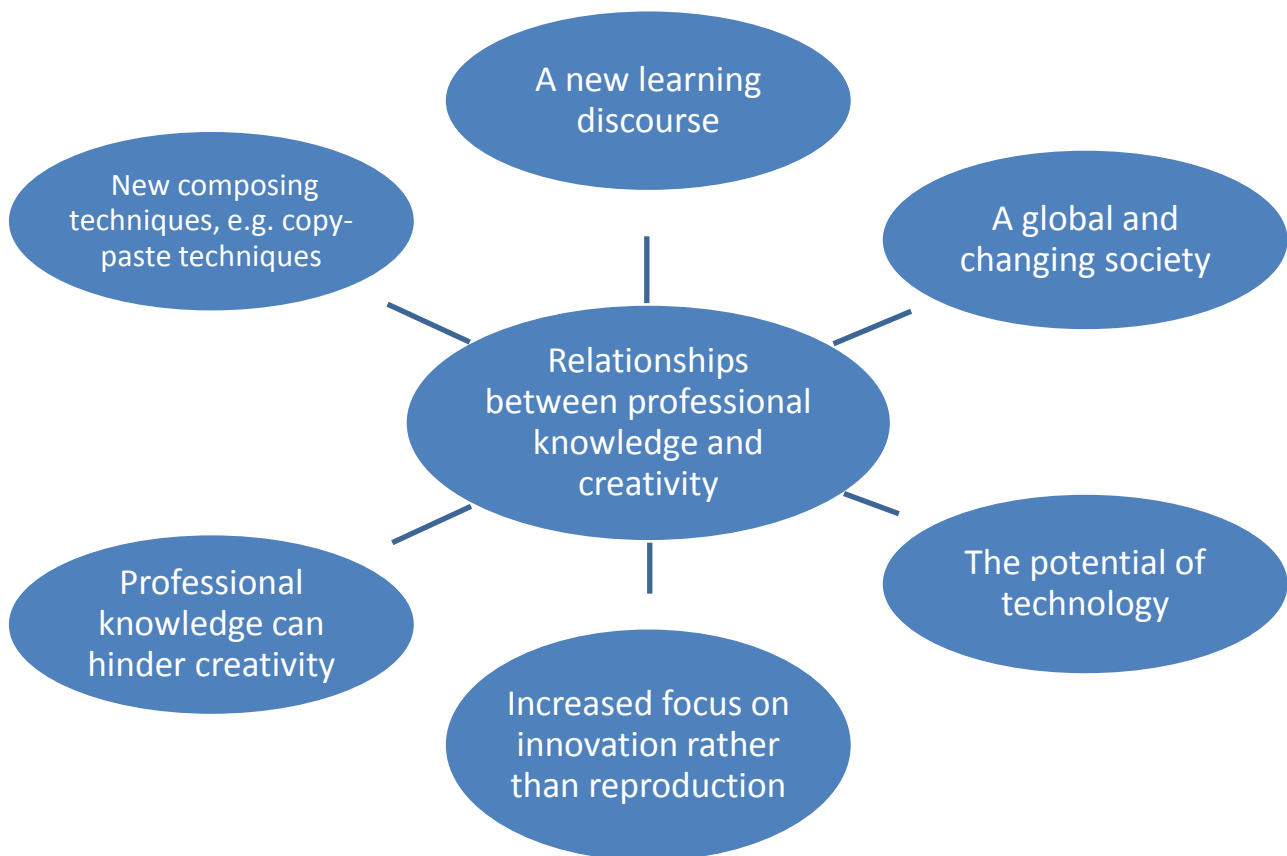 A new learning
discourse
New composing
techniques, e.g. copy-
paste techniques
A global and
changing society
Relationships
between professional
knowledge and
creativity
Professional
knowledge can
hinder creativity
The potential of
technology
Increased focus on
innovation rather
than reproduction